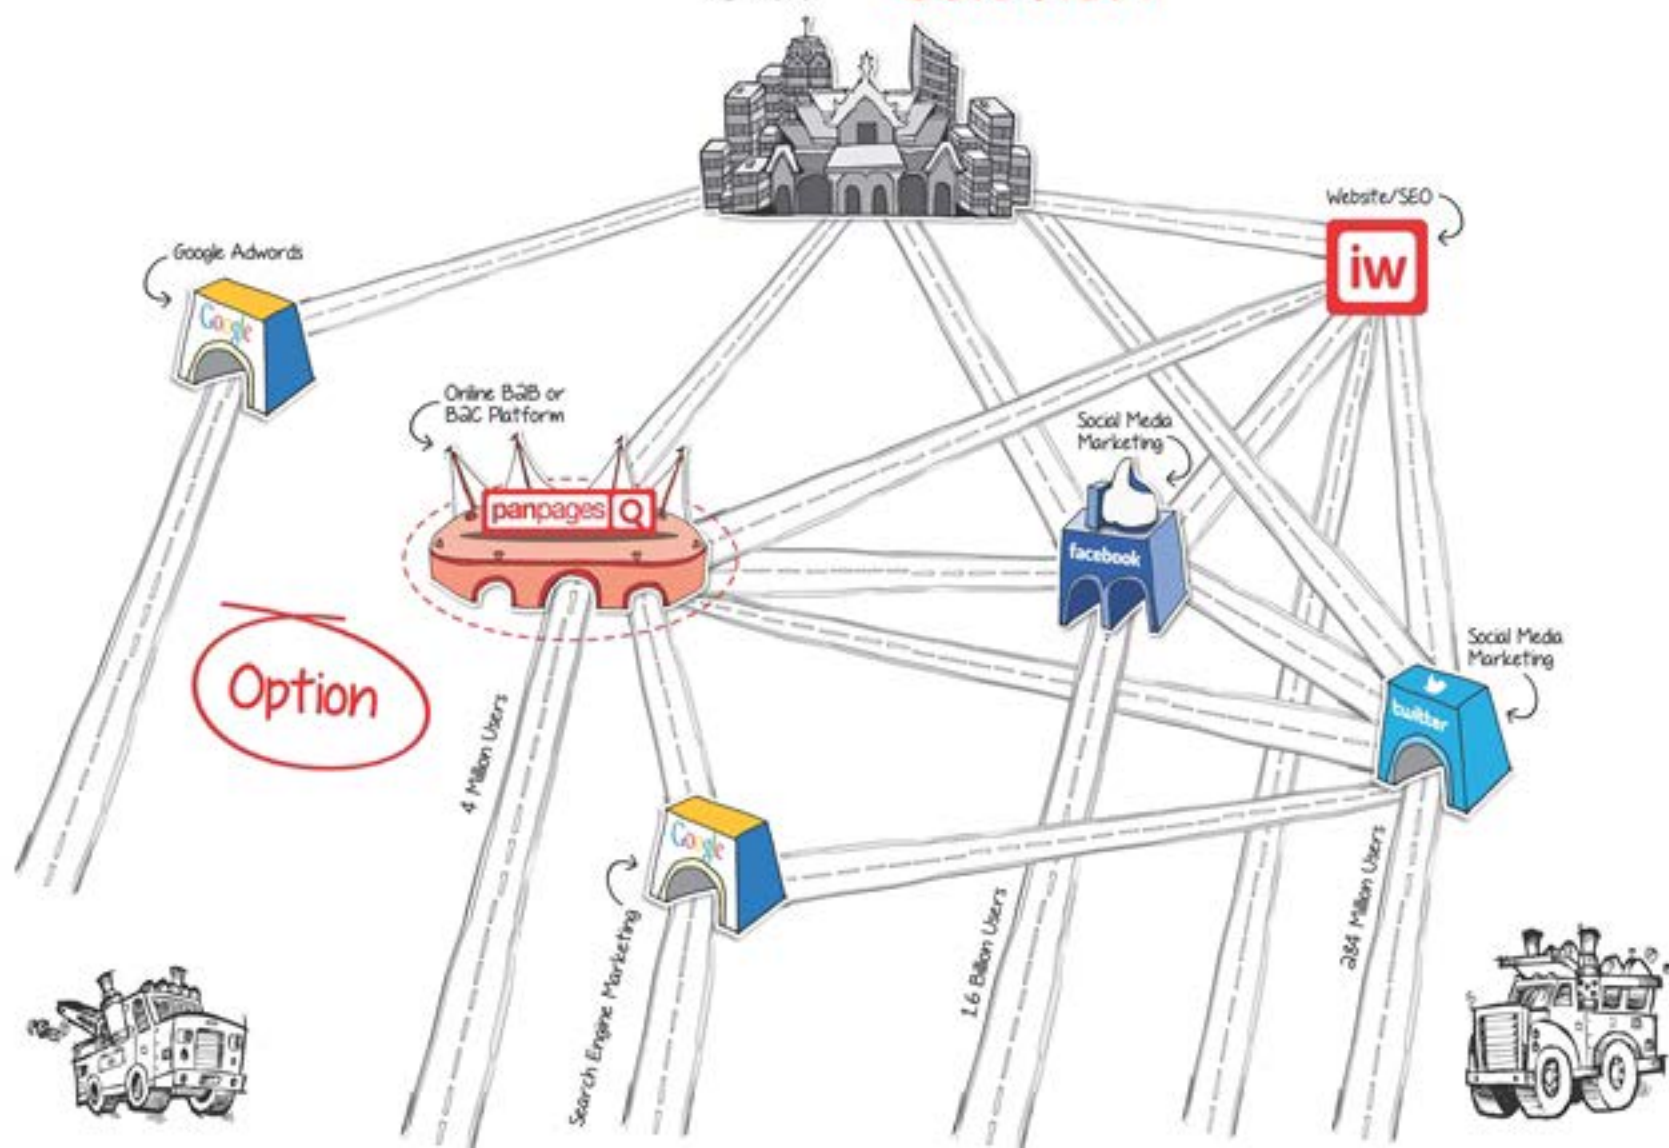 Website/SEO
iw
Google Adwords
Google
Online B2B or
B2C Platform
panpages
Social Media
Marketing
facebook
Option
Social Media
Marketing
twitter
4 Million Users
Google
Search Engine Marketing
1.6 Billion Users
284 Million Users